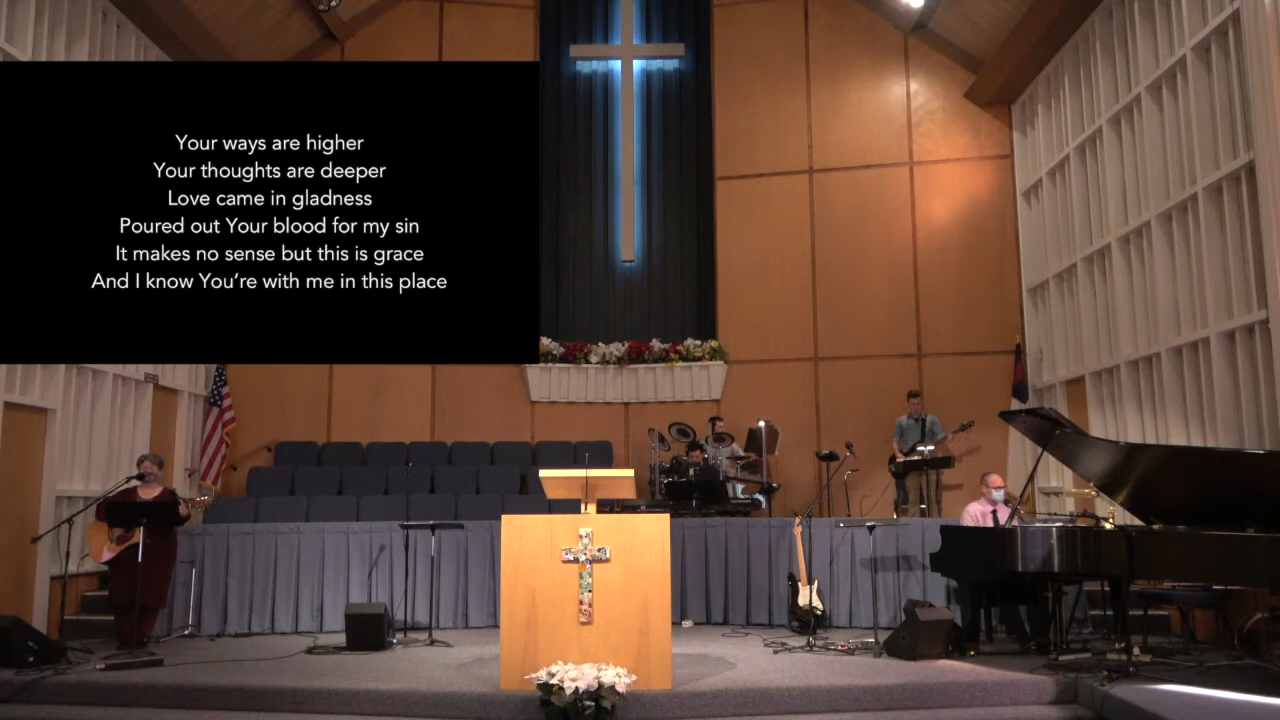 Your ways are higher
Your thoughts are deeper
Love came in gladness
Poured out Your blood for my sin
It makes no sense but this is grace
And I know You’re with me in this place